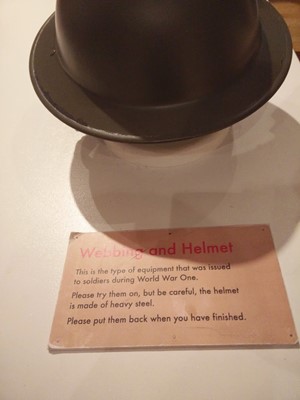 Webbing and Helmet
This is the type of equipment that was issued
to soldiers during World War One.
Please try them on, but be careful, the helmet
is made of heavy steel.
Please put them back when you have finished.